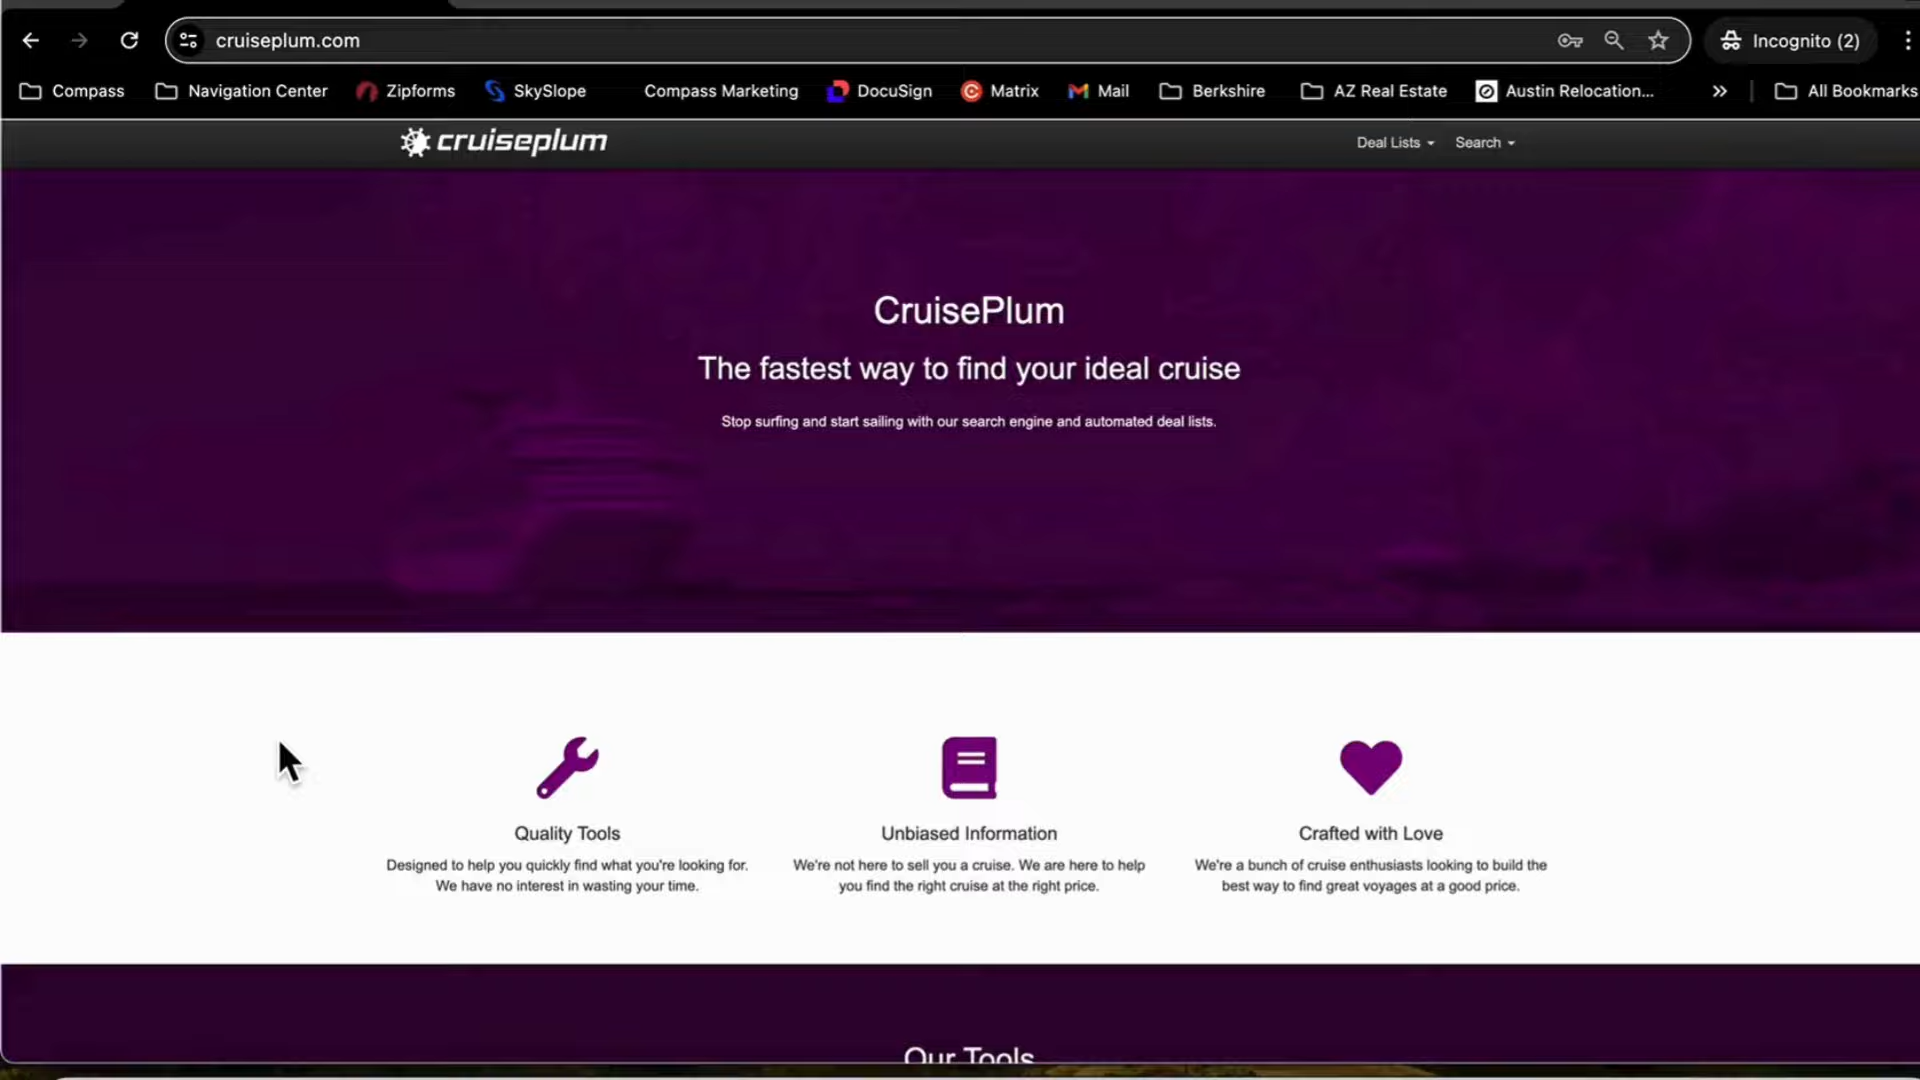 cruiseplum.com
Incognito (2)
Compass
Navigation Center
Zipforms
SkySlope
Compass Marketing
DocuSign
Matrix
Mail
Berkshire
AZ Real Estate
Austin Relocation...
All Bookmarks
cruiseplum
Deal Lists
Search
CruisePlum
The fastest way to find your ideal cruise
Stop surfing and start sailing with our search engine and automated deal lists.
Quality Tools
Designed to help you quickly find what you're looking for.
We have no interest in wasting your time.
Unbiased Information
We're not here to sell you a cruise. We are here to help
you find the right cruise at the right price.
Crafted with Love
We're a bunch of cruise enthusiasts looking to build the
best way to find great voyages at a good price.
Our Tools